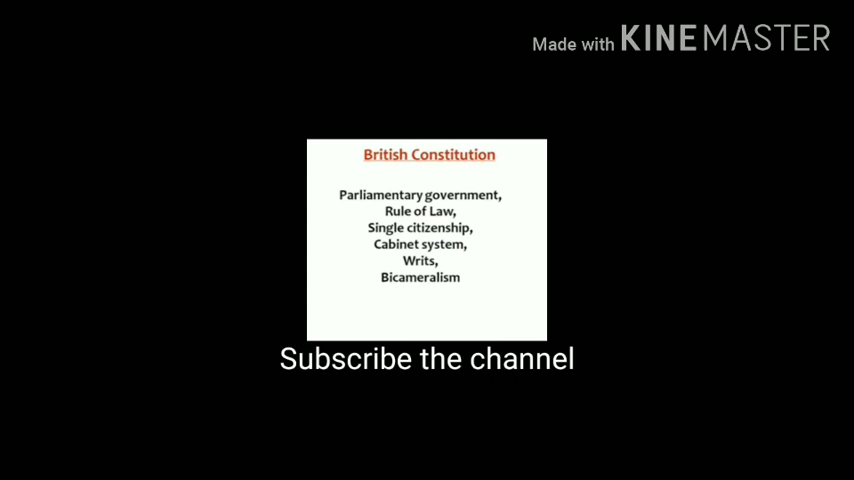 Made with KINEMASTER
British Constitution
Parliamentary government,
Rule of Law,
Single citizenship,
Cabinet system,
Writs,
Bicameralism
Subscribe the channel